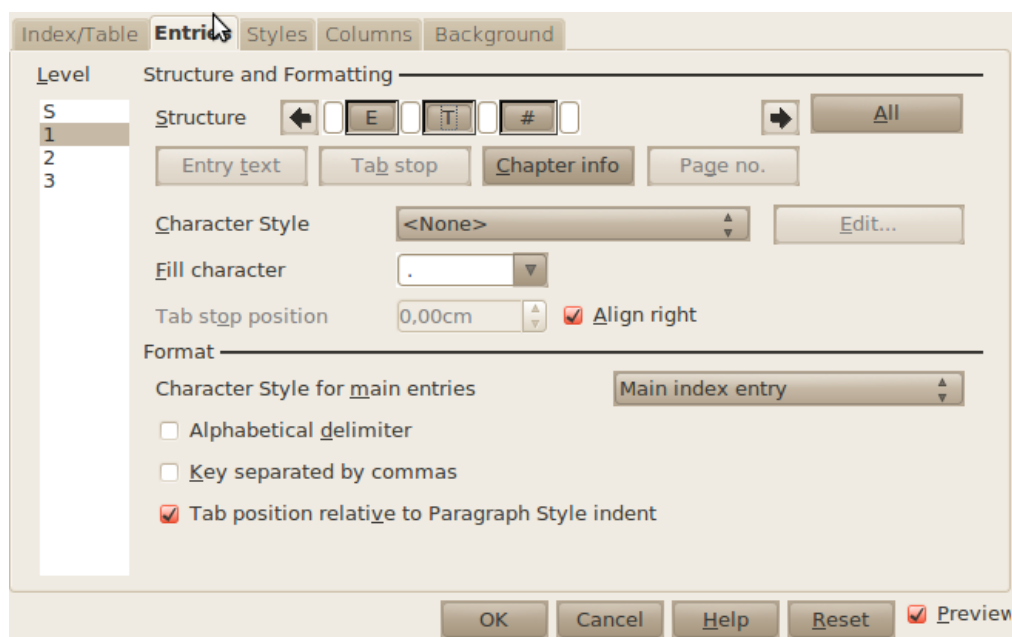 Index/Table Entries Styles Columns Background
Level Structure and Formatting
S
1
2
3
Structure E T # All
Entry text Tab stop Chapter info Page no.
Character Style <None> Edit...
Fill character .
Tab stop position 0,00cm Align right
Format
Character Style for main entries Main index entry
Alphabetical delimiter
Key separated by commas
Tab position relative to Paragraph Style indent
OK Cancel Help Reset Preview